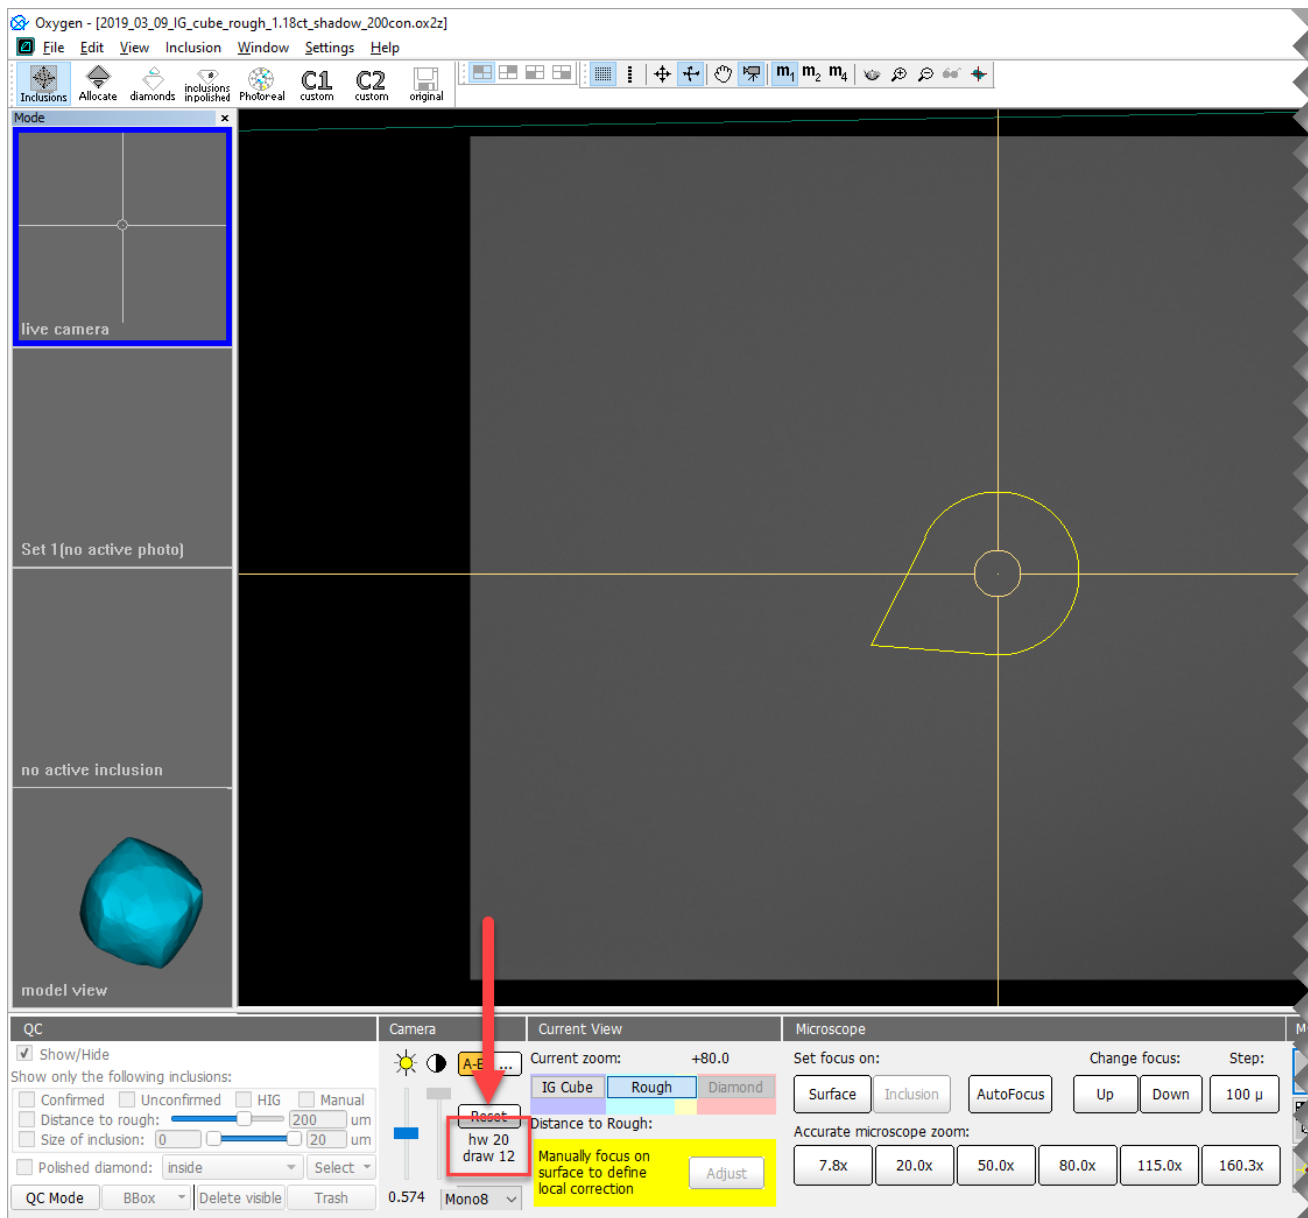 Oxygen - [2019_03_09_IG_cube_rough_1.18ct_shadow_200con.ox2z]
File Edit View Inclusion Window Settings Help
Inclusions Allocate diamonds inclusions inpolished Photoreal C1 custom C2 custom original m1 m2 m4
Mode x
live camera
Set 1(no active photo)
no active inclusion
model view
QC Camera Current View Microscope
Show/Hide
Show only the following inclusions:
Confirmed Unconfirmed HIG Manual
Distance to rough: 200 um
Size of inclusion: 0 20 um
Polished diamond: inside Select
QC Mode BBox Delete visible Trash
...
Reset
hw 20
draw 12
0.574 Mono8
Current zoom: +80.0
IG Cube Rough Diamond
Distance to Rough:
Manually focus on
surface to define
local correction
Adjust
Set focus on: Change focus: Step:
Surface Inclusion AutoFocus Up Down 100 µ
Accurate microscope zoom:
7.8x 20.0x 50.0x 80.0x 115.0x 160.3x